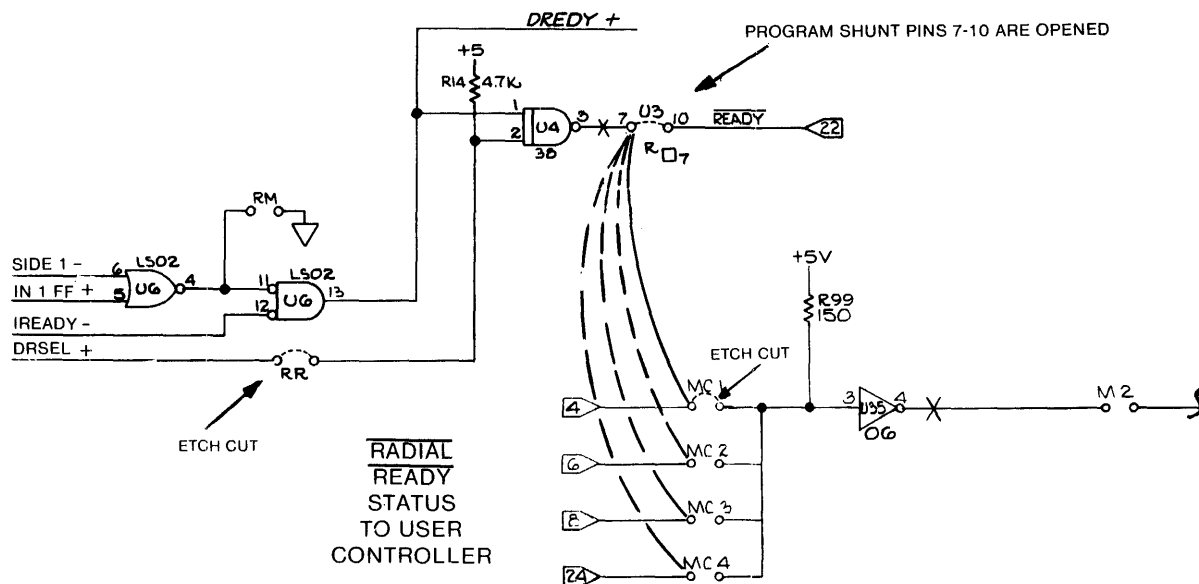 DREDY +
PROGRAM SHUNT PINS 7-10 ARE OPENED
+5
R14 4.7K
1
2
U4
3
38
7
U3
10
READY
22
R 7
RM
SIDE 1 -
6
LS02
IN 1 FF +
5
U6
4
11
LS02
12
U6
13
IREADY -
DRSEL +
RR
ETCH CUT
+5V
R99
150
ETCH CUT
4
MC 1
3
U35
4
06
M2
6
MC 2
8
MC 3
24
MC 4
RADIAL
READY
STATUS
TO USER
CONTROLLER